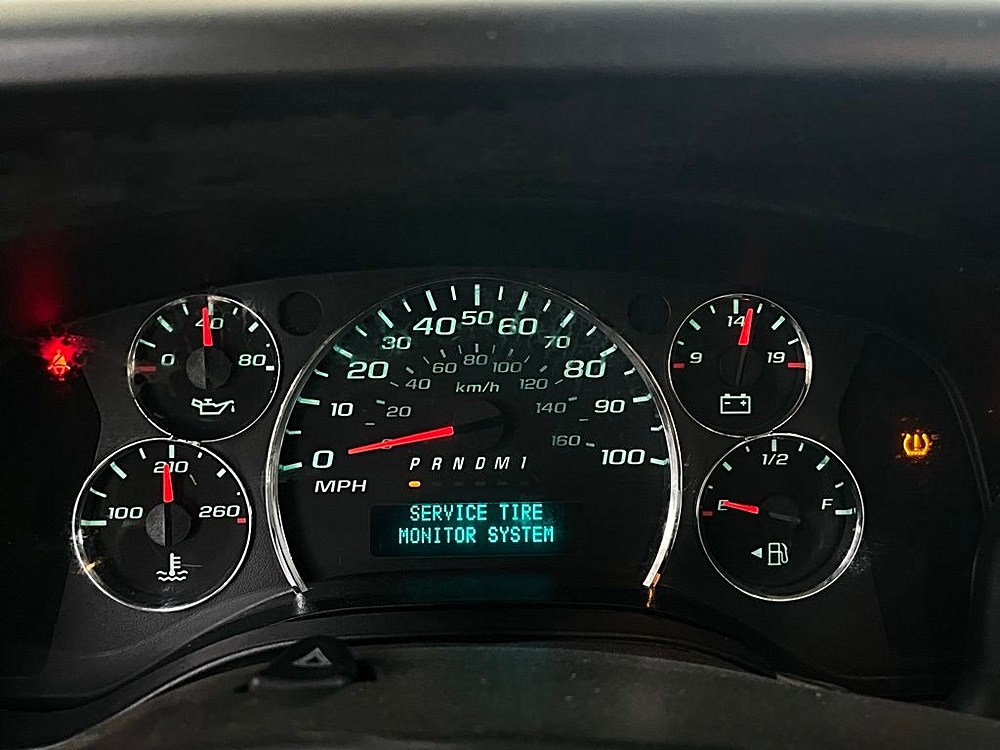 40
0 80
100 210 260
0 10 20 30 40 50 60 70 80 90 100
20 40 60 80 100 120 140 160
km/h
MPH
P R N D M 1
SERVICE TIRE
MONITOR SYSTEM
14
9 19
1/2
E F